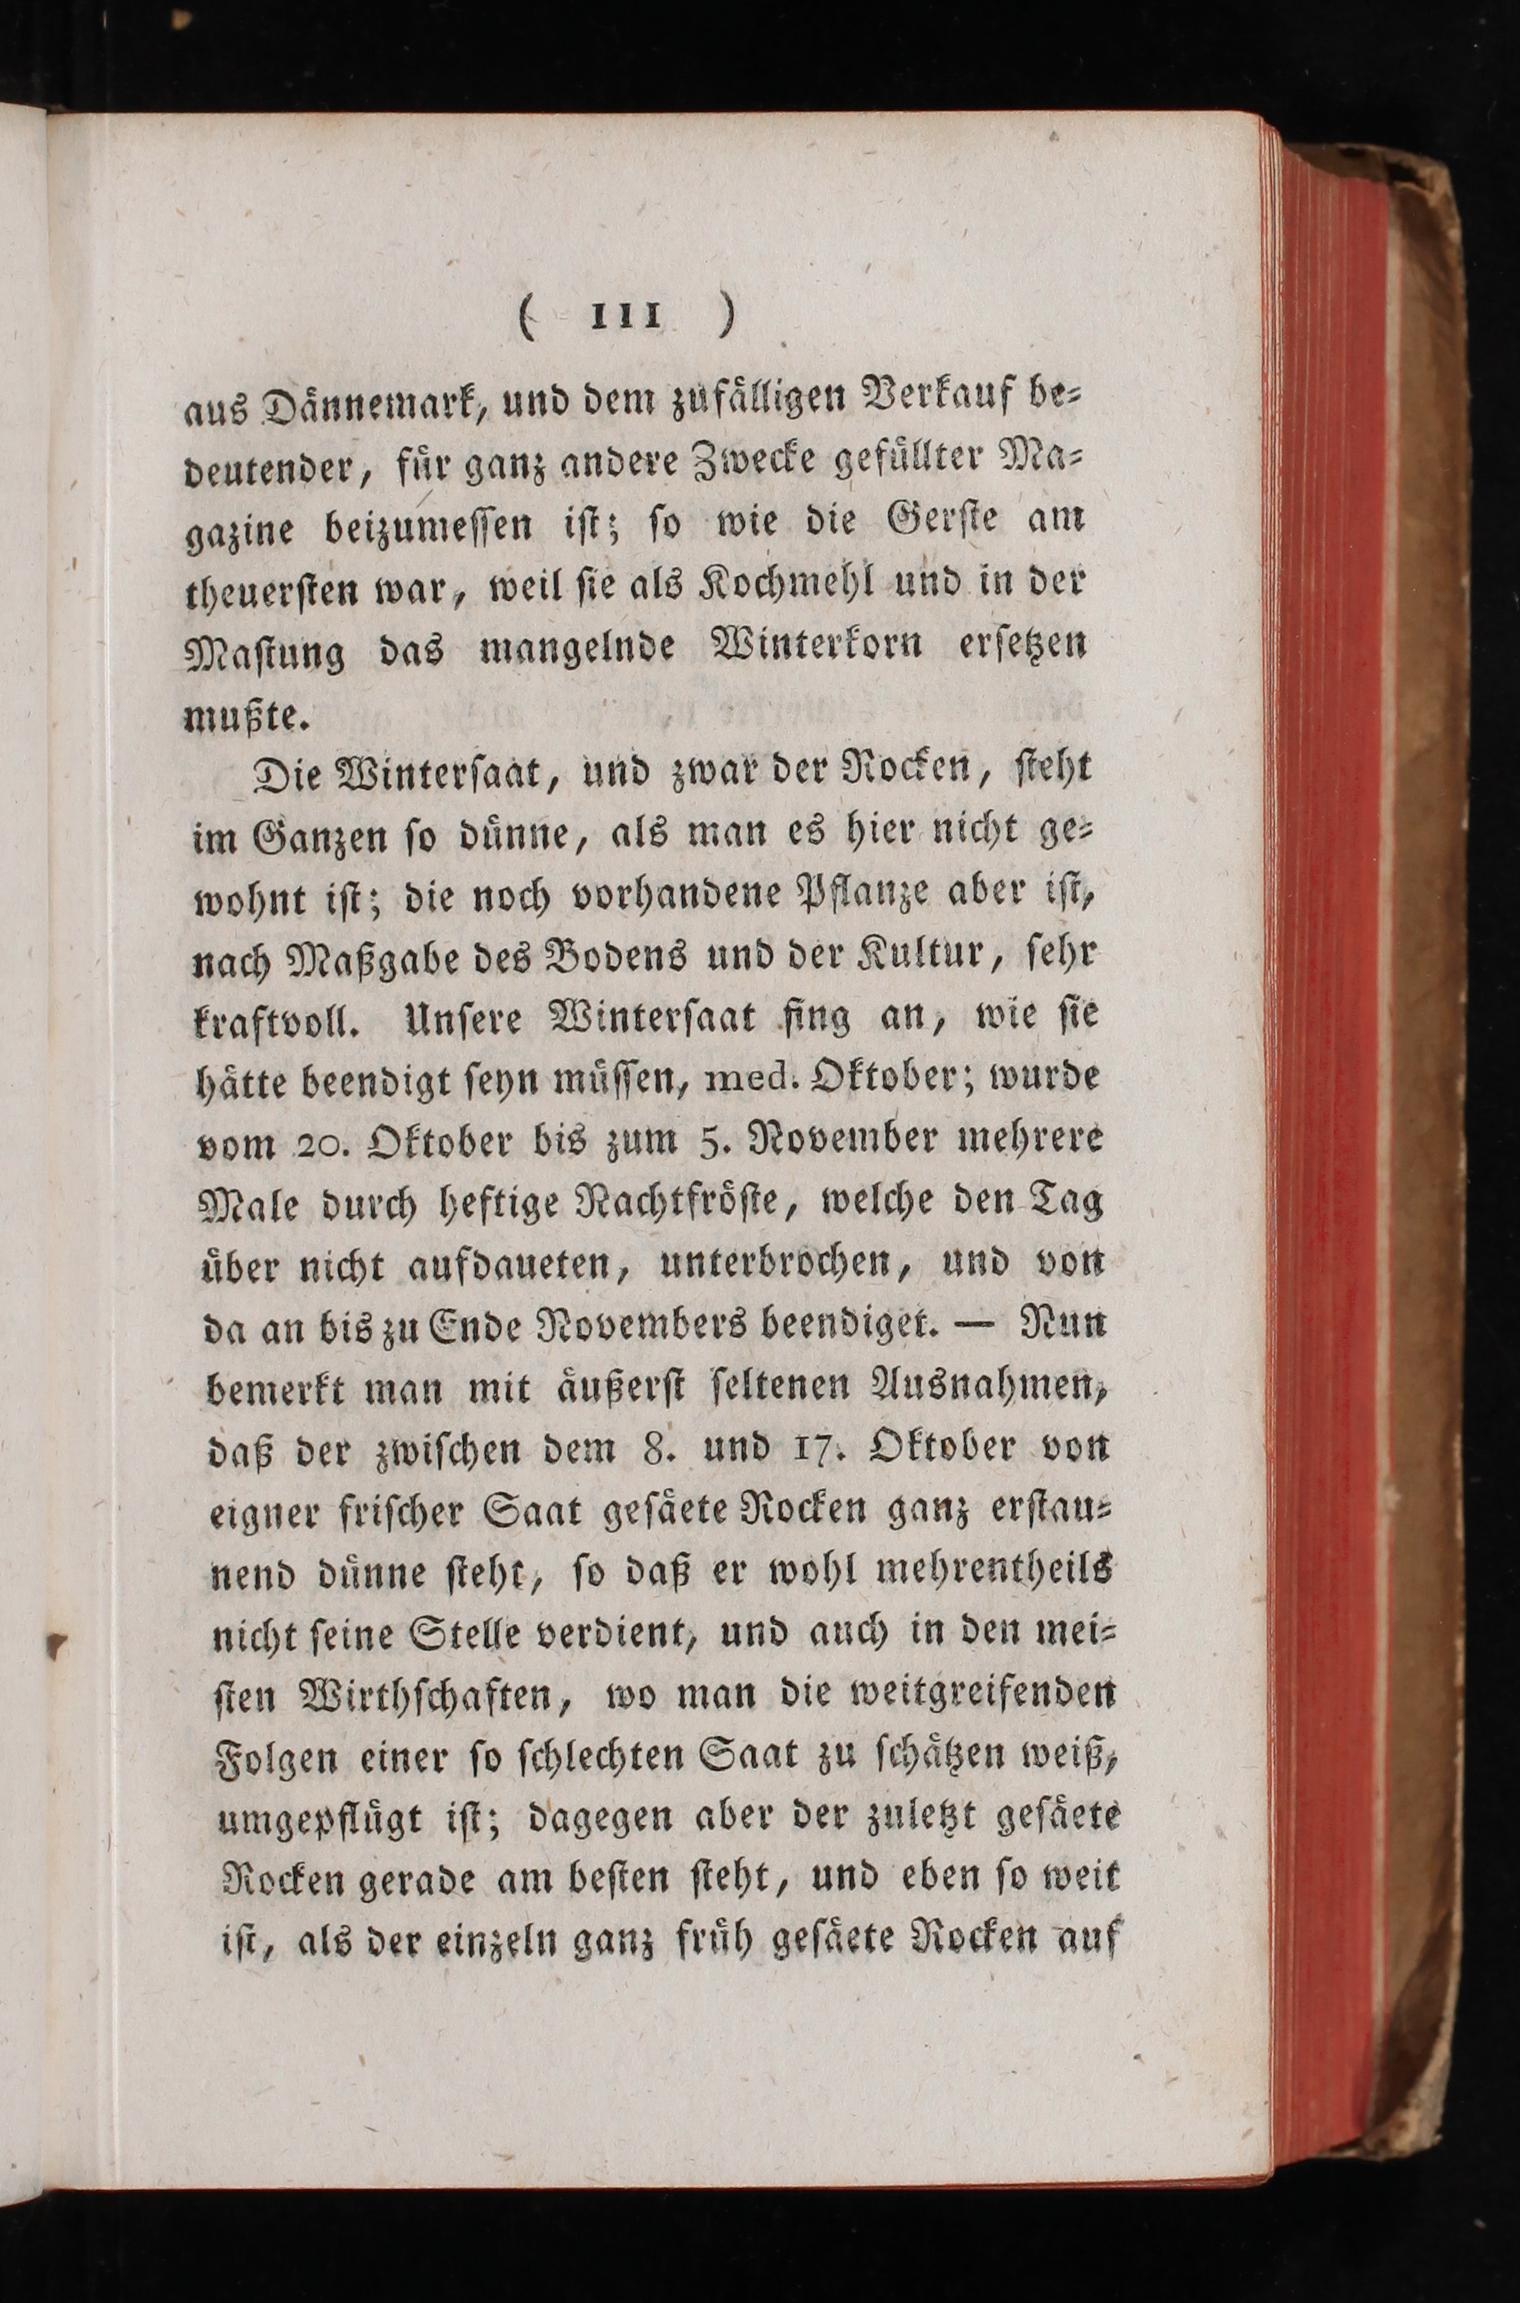 ( 111 )
aus Dännemark, und dem zufälligen Verkauf be⸗
deutender, für ganz andere Zwecke gefüllter Ma⸗
gazine beizumeſſen iſt; ſo wie die Gerſte am
theuerſten war, weil ſie als Kochmehl und in der
Maſtung das mangelnde Winterkorn erſetzen
mußte.
Die Winterſaat, und zwar der Rocken, ſteht
im Ganzen ſo dünne, als man es hier nicht ge⸗
wohnt iſt; die noch vorhandene Pflanze aber iſt,
nach Maßgabe des Bodens und der Kultur, ſehr
kraftvoll. Unſere Winterſaat fing an, wie ſie
hätte beendigt ſeyn müſſen, med. Oktober; wurde
vom 20. Oktober bis zum 5. November mehrere
Male durch heftige Nachtfröſte, welche den Tag
über nicht aufdaueten, unterbrochen, und von
da an bis zu Ende Novembers beendiget. — Nun
bemerkt man mit äußerſt ſeltenen Ausnahmen,
daß der zwiſchen dem 8. und 17. Oktober von
eigner friſcher Saat geſäete Rocken ganz erſtau⸗
nend dünne ſteht, ſo daß er wohl mehrentheils
nicht ſeine Stelle verdient, und auch in den mei⸗
ſten Wirthſchaften, wo man die weitgreifenden
Folgen einer ſo ſchlechten Saat zu ſchätzen weiß,
umgepflügt iſt; dagegen aber der zuletzt geſäete
Rocken gerade am beſten ſteht, und eben ſo weit
iſt, als der einzeln ganz früh geſäete Rocken auf